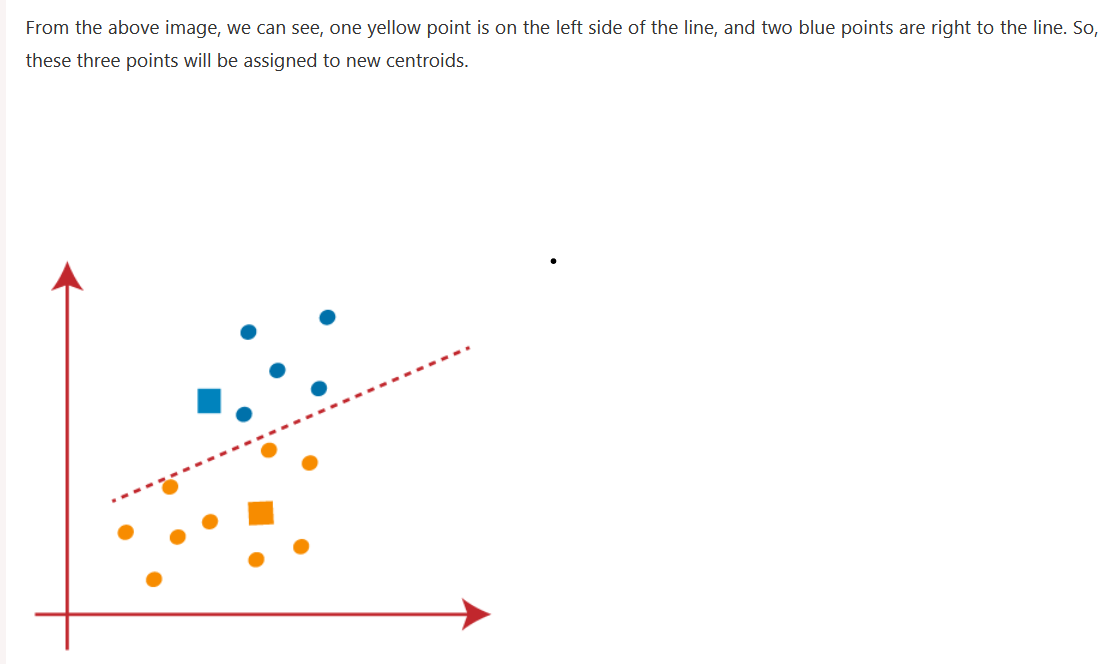 From the above image, we can see, one yellow point is on the left side of the line, and two blue points are right to the line. So,
these three points will be assigned to new centroids.